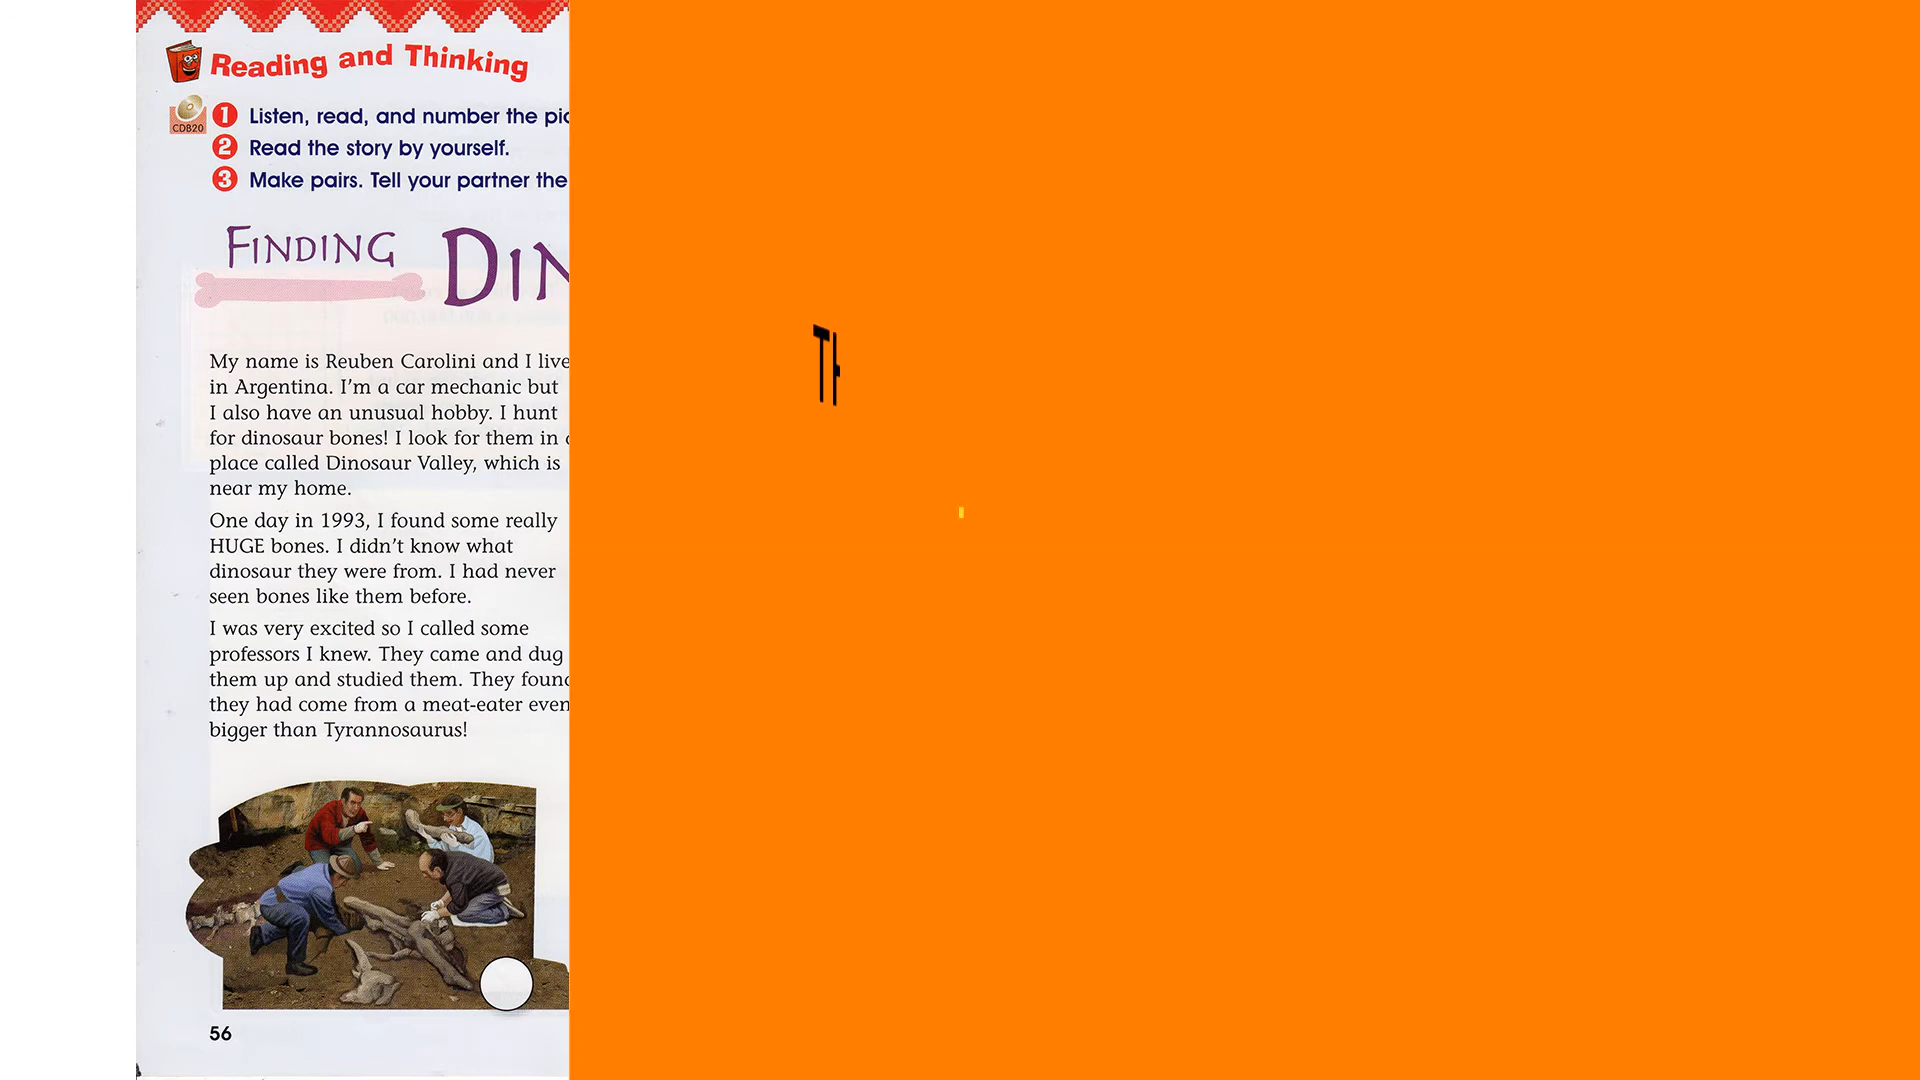 Reading and Thinking
CDB20
1 Listen, read, and number the
2 Read the story by yourself.
3 Make pairs. Tell your partner the
FINDING
My name is Reuben Carolini and I live
in Argentina. I'm a car mechanic but
I also have an unusual hobby. I hunt
for dinosaur bones! I look for them in
place called Dinosaur Valley, which is
near my home.
One day in 1993, I found some really
HUGE bones. I didn't know what
dinosaur they were from. I had never
seen bones like them before.
I was very excited so I called some
professors I knew. They came and dug
them up and studied them. They found
they had come from a meat-eater even
bigger than Tyrannosaurus!
56